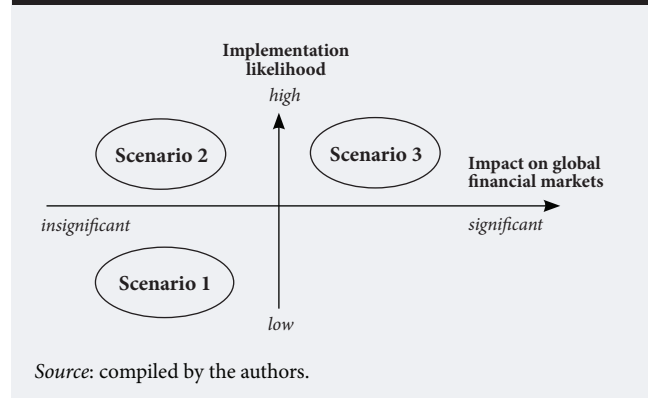 Implementation
likelihood
high
Scenario 2
Scenario 3
Impact on global
financial markets
insignificant
significant
Scenario 1
low
Source: compiled by the authors.